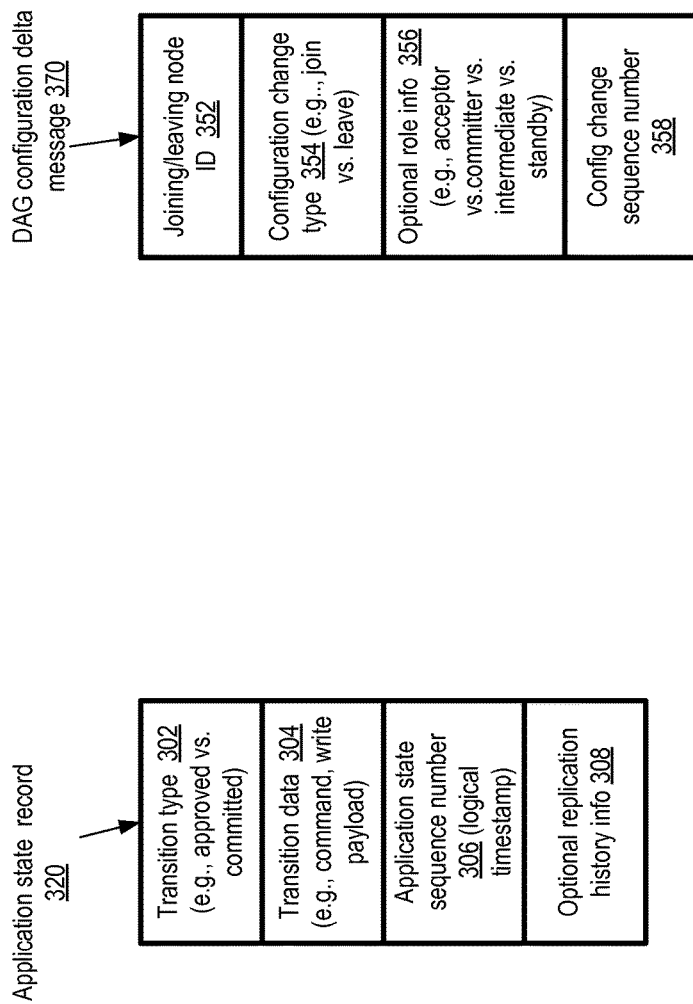 Application state record
320
Transition type 302
(e.g., approved vs.
committed)
Transition data 304
(e.g., command, write
payload)
Application state
sequence number
306 (logical
timestamp)
Optional replication
history info 308
DAG configuration delta
message 370
Joining/leaving node
ID 352
Configuration change
type 354 (e.g.., join
vs. leave)
Optional role info 356
(e.g., acceptor
vs.committer vs.
intermediate vs.
standby)
Config change
sequence number
358